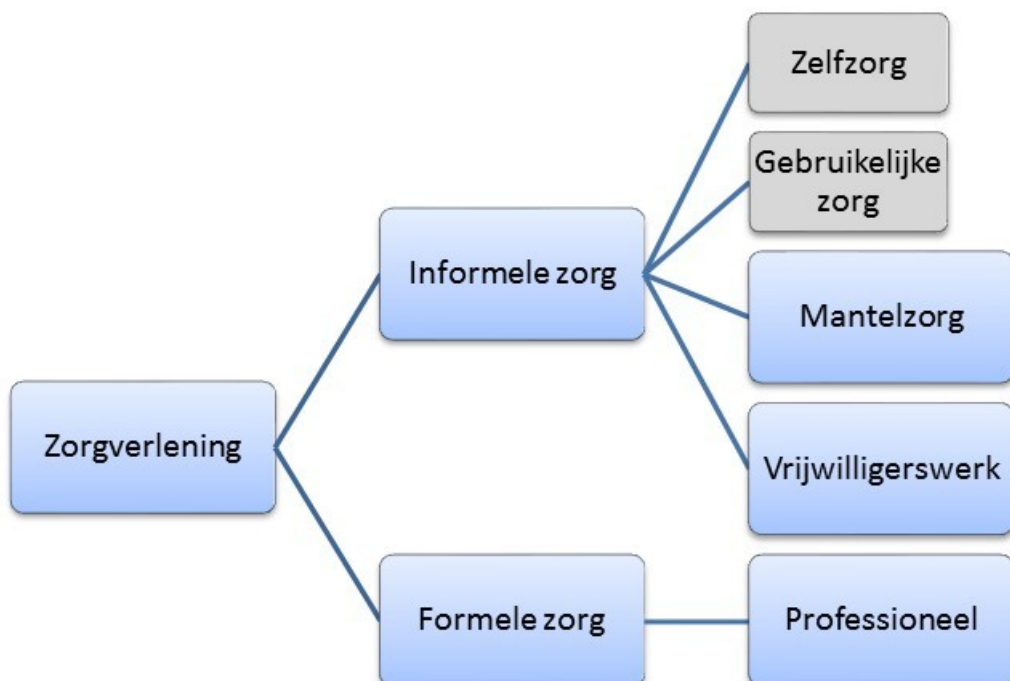 Zelfzorg
Gebruikelijke
zorg
Informele zorg
Mantelzorg
Zorgverlening
Vrijwilligerswerk
Formele zorg
Professioneel